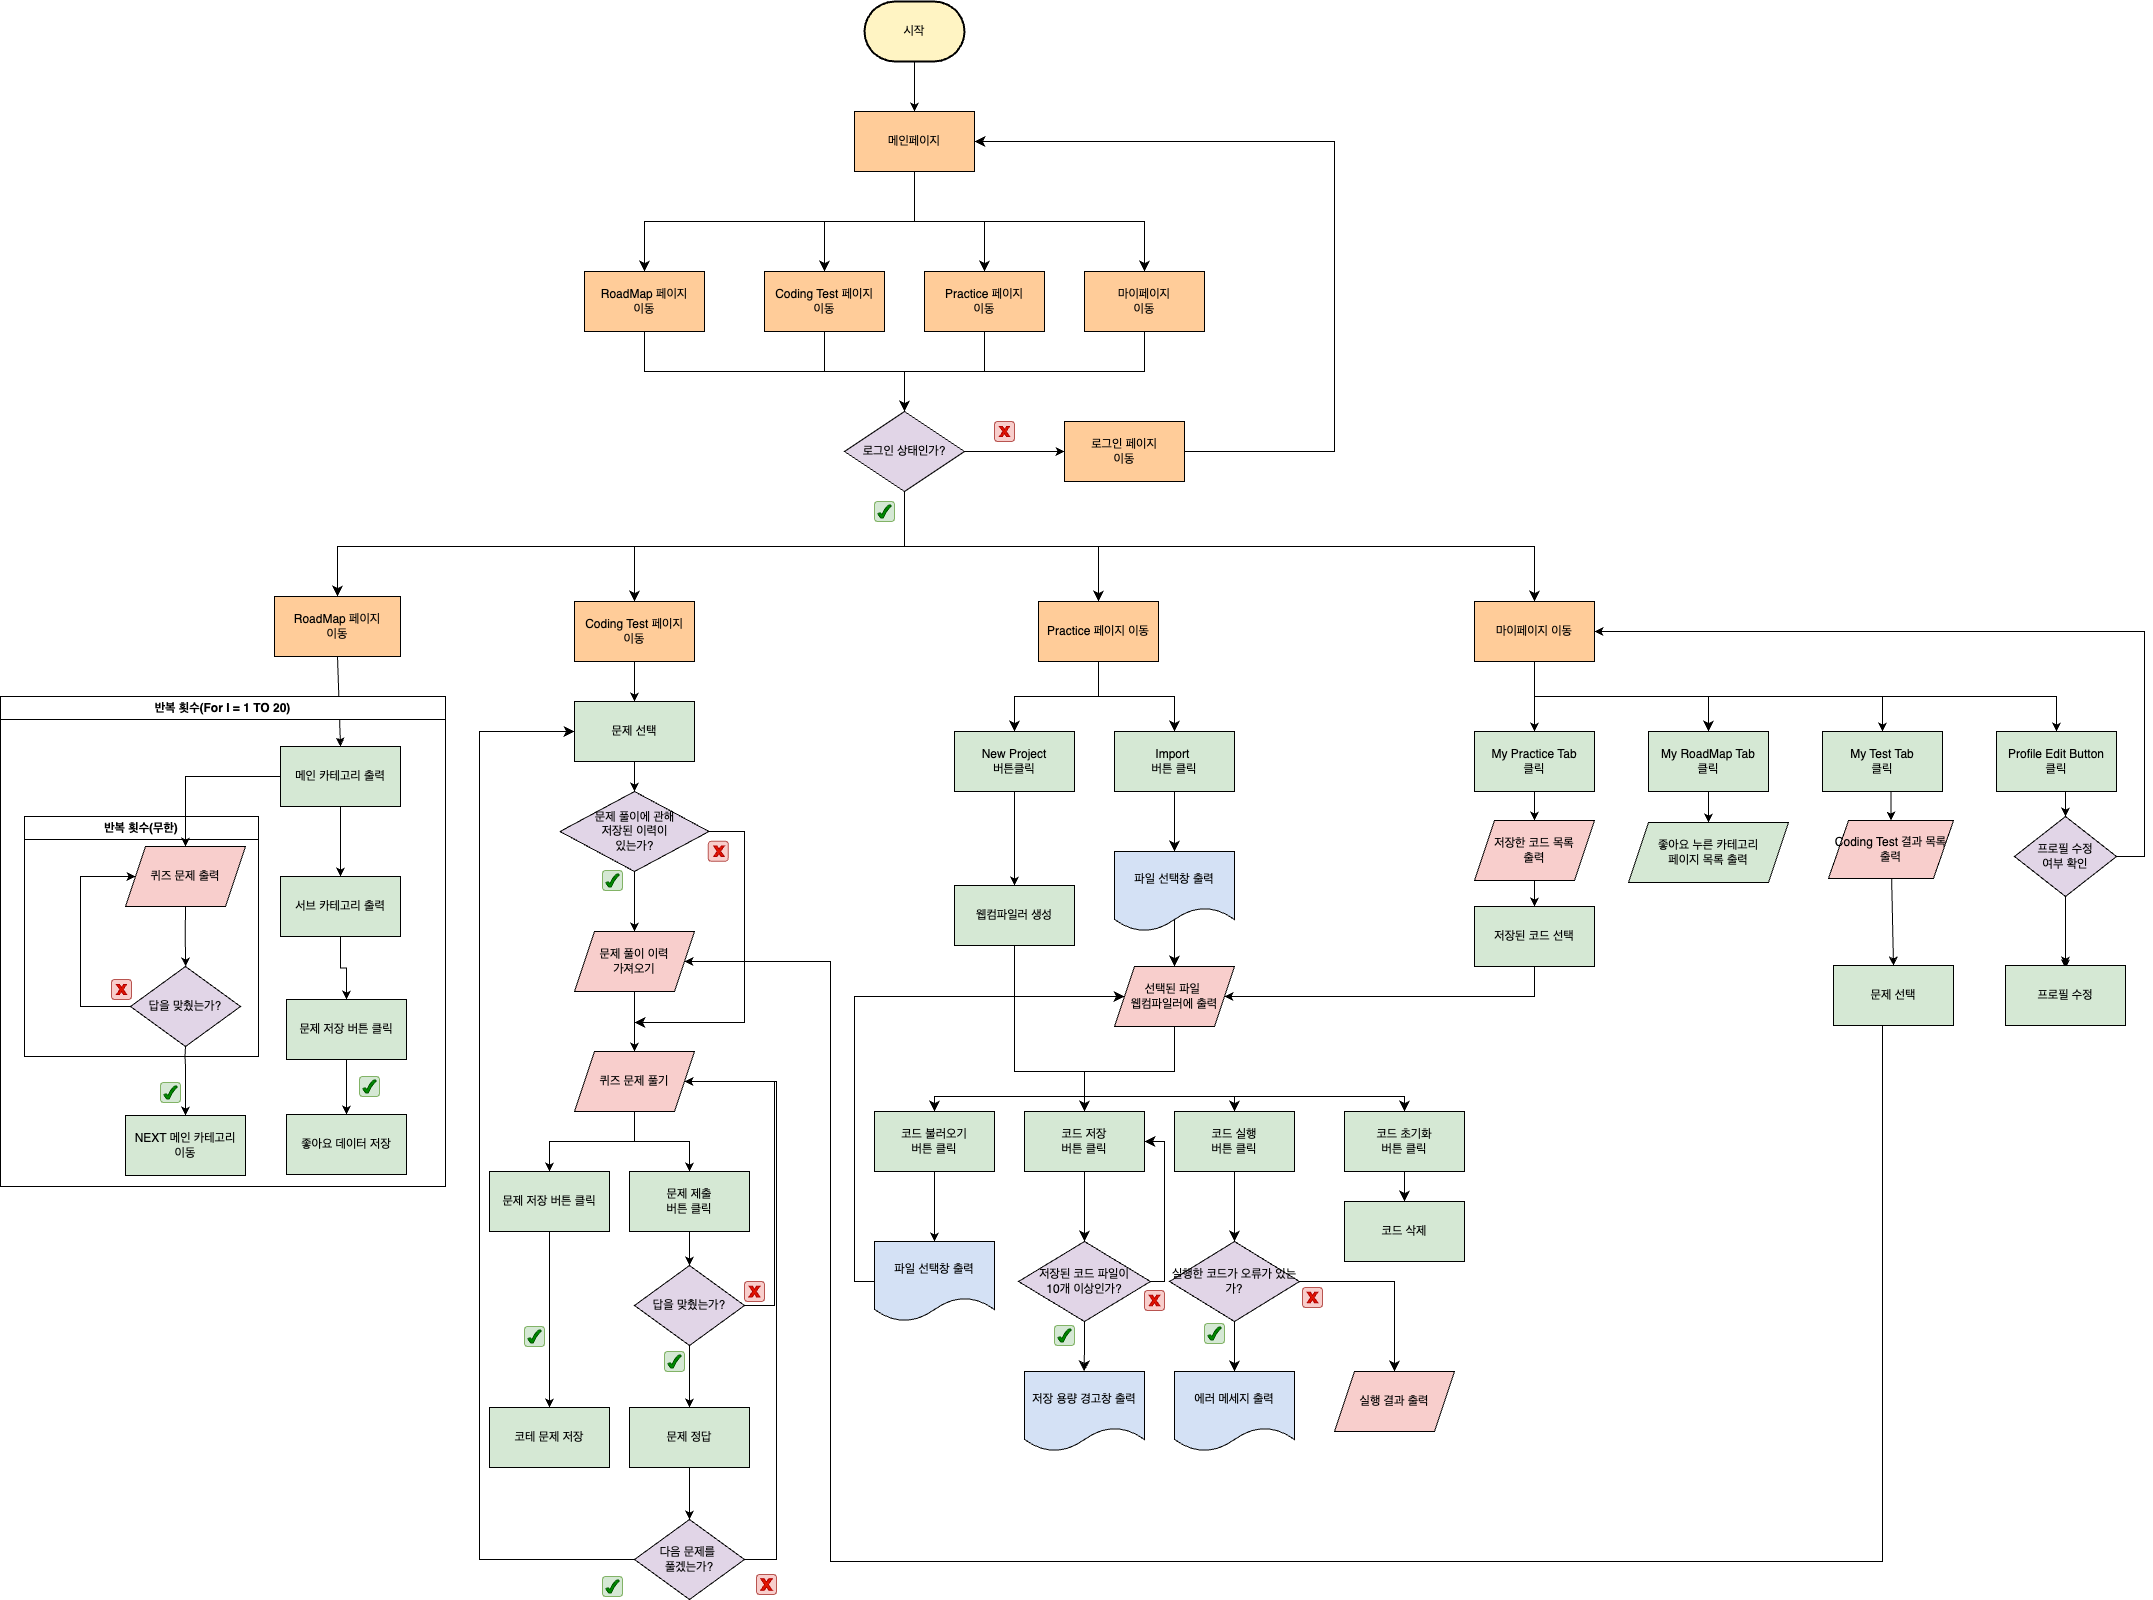 시작
메인페이지
RoadMap 페이지
이동
Coding Test 페이지
이동
Practice 페이지
이동
마이페이지
이동
로그인 상태인가?
로그인 페이지
이동
RoadMap 페이지
이동
Coding Test 페이지
이동
Practice 페이지 이동
마이페이지 이동
반복 횟수(For I = 1 TO 20)
메인 카테고리 출력
반복 횟수(무한)
퀴즈 문제 출력
서브 카테고리 출력
답을 맞췄는가?
문제 저장 버튼 클릭
NEXT 메인 카테고리
이동
좋아요 데이터 저장
문제 선택
문제 풀이에 관해
저장된 이력이
있는가?
문제 풀이 이력
가져오기
퀴즈 문제 풀기
문제 저장 버튼 클릭
문제 제출
버튼 클릭
답을 맞췄는가?
코테 문제 저장
문제 정답
다음 문제를
풀겠는가?
New Project
버튼클릭
Import
버튼 클릭
웹컴파일러 생성
파일 선택창 출력
선택된 파일
웹컴파일러에 출력
코드 불러오기
버튼 클릭
코드 저장
버튼 클릭
코드 실행
버튼 클릭
코드 초기화
버튼 클릭
파일 선택창 출력
저장된 코드 파일이
10개 이상인가?
실행한 코드가 오류가 있는
가?
코드 삭제
저장 용량 경고창 출력
에러 메세지 출력
실행 결과 출력
My Practice Tab
클릭
My RoadMap Tab
클릭
My Test Tab
클릭
Profile Edit Button
클릭
저장한 코드 목록
출력
좋아요 누른 카테고리
페이지 목록 출력
Coding Test 결과 목록
출력
프로필 수정
여부 확인
저장된 코드 선택
문제 선택
프로필 수정